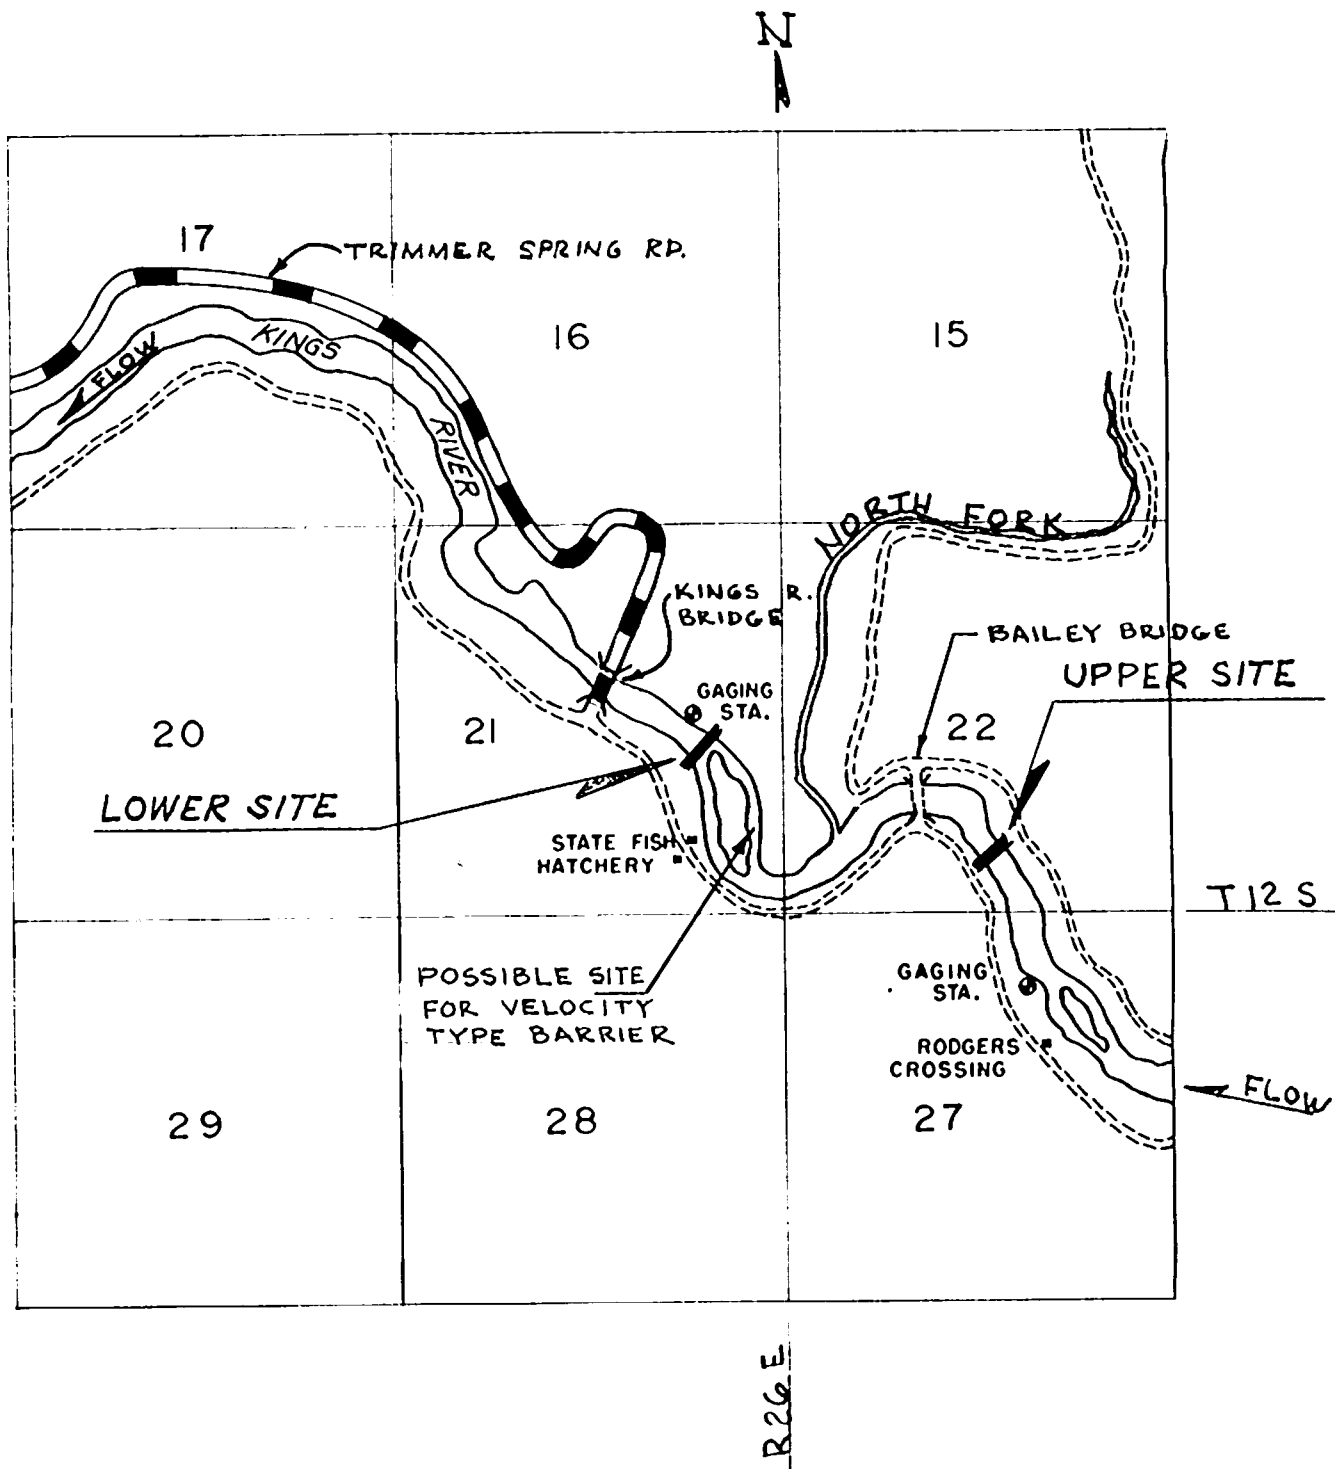 N
17
TRIMMER SPRING RD.
16
15
KINGS
FLOW
RIVER
NORTH FORK
KINGS R.
BRIDGE
BAILEY BRIDGE
UPPER SITE
GAGING
STA.
20
21
22
LOWER SITE
STATE FISH
HATCHERY
T12 S
POSSIBLE SITE
FOR VELOCITY
TYPE BARRIER
GAGING
STA.
RODGERS
CROSSING
FLOW
29
28
27
R26 E